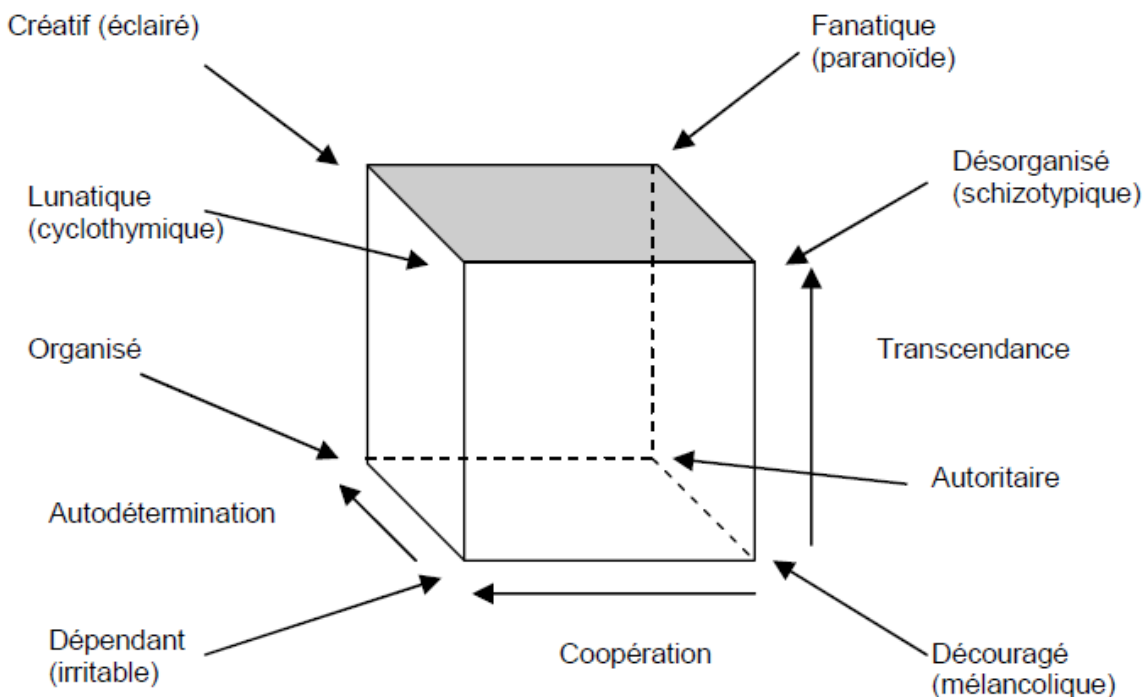 Créatif (éclairé)
Fanatique
(paranoïde)
Lunatique
(cyclothymique)
Désorganisé
(schizotypique)
Organisé
Transcendance
Autodétermination
Autoritaire
Dépendant
(irritable)
Coopération
Découragé
(mélancolique)